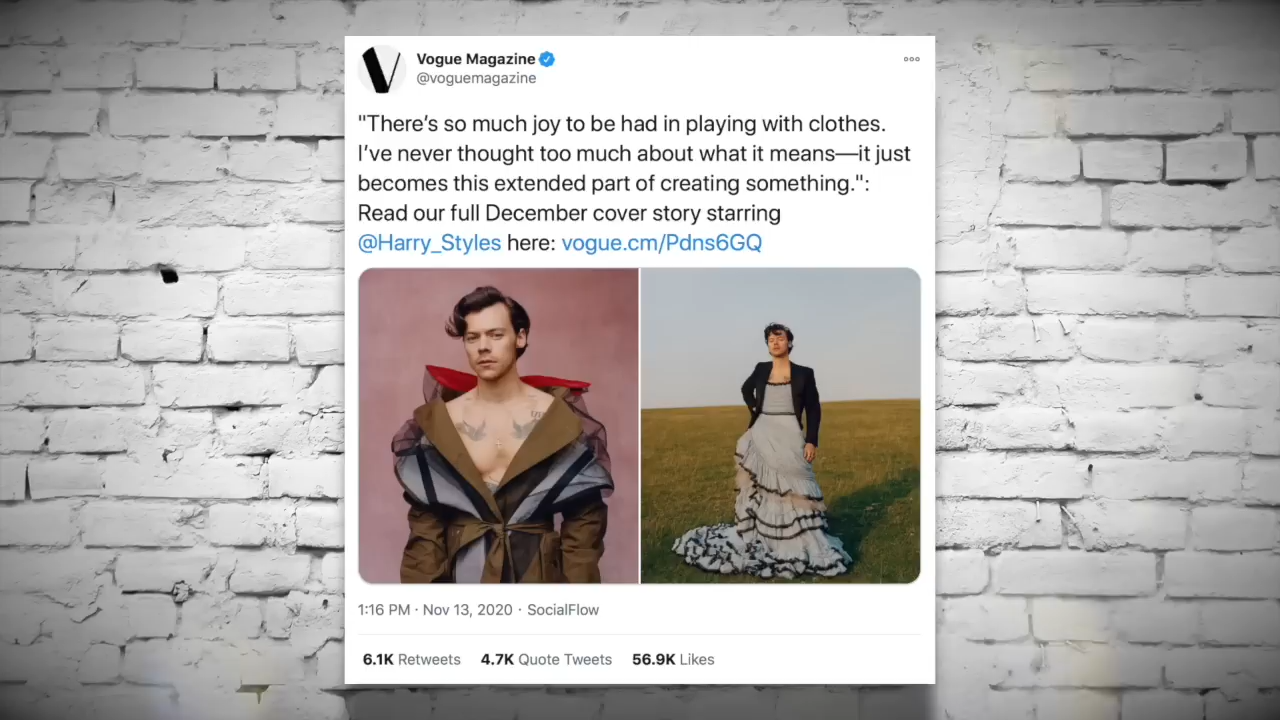 Vogue Magazine
@voguemagazine
"There’s so much joy to be had in playing with clothes.
I’ve never thought too much about what it means—it just
becomes this extended part of creating something.":
Read our full December cover story starring
@Harry_Styles here: vogue.cm/Pdns6GQ
1:16 PM · Nov 13, 2020 · SocialFlow
6.1K Retweets 4.7K Quote Tweets 56.9K Likes